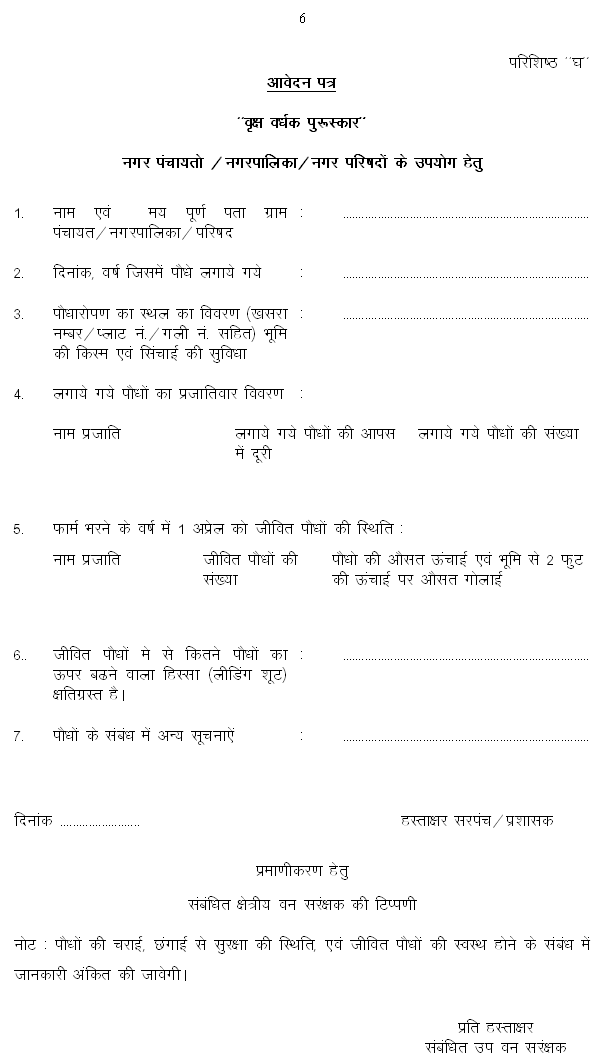 6
परिशिष्ठ ¨घ¨
आवेदन पत्र
¨वृक्ष वर्धक पुरूस्कार¨
नगर पंचायतो /नगरपालिका/नगर परिषदों के उपयोग हेतु
1. नाम एवं मय पूर्ण पता ग्राम : ........................................
पंचायत/नगरपालिका/परिषद
2. दिनांक, वर्ष जिसमें पौधे लगाये गये : ........................................
3. पौधारोपण का स्थल का विवरण (खसरा : ........................................
नम्बर/प्लाट नं./गली नं. सहित) भूमि
की किस्म एवं सिंचाई की सुविधा
4. लगाये गये पौधों का प्रजातिवार विवरण :
नाम प्रजाति लगाये गये पौधों की आपस लगाये गये पौधों की संख्या
में दूरी
5. फार्म भरने के वर्ष में 1 अप्रेल को जीवित पौधों की स्थिति :
नाम प्रजाति जीवित पौधों की पौधो की औसत ऊंचाई एवं भूमि से 2 फुट
संख्या की ऊंचाई पर औसत गोलाई
6.. जीवित पौधों मे से कितने पौधों का : ........................................
ऊपर बढने वाला हिस्सा (लीडिंग शूट)
क्षतिग्रस्त है।
7. पौधों के संबंध में अन्य सूचनाऐं : ........................................
दिनांक ......................... हस्ताक्षर सरपंच/प्रशासक
प्रमाणीकरण हेतु
संबंधित क्षेत्रीय वन सरंक्षक की टिप्पणी
नोट : पौधों की चराई, छंगाई से सुरक्षा की स्थिति, एवं जीवित पौधों की स्वस्थ होने के संबंध में
जानकारी अंकित की जावेगी।
प्रति हस्ताक्षर
संबंधित उप वन सरंक्षक